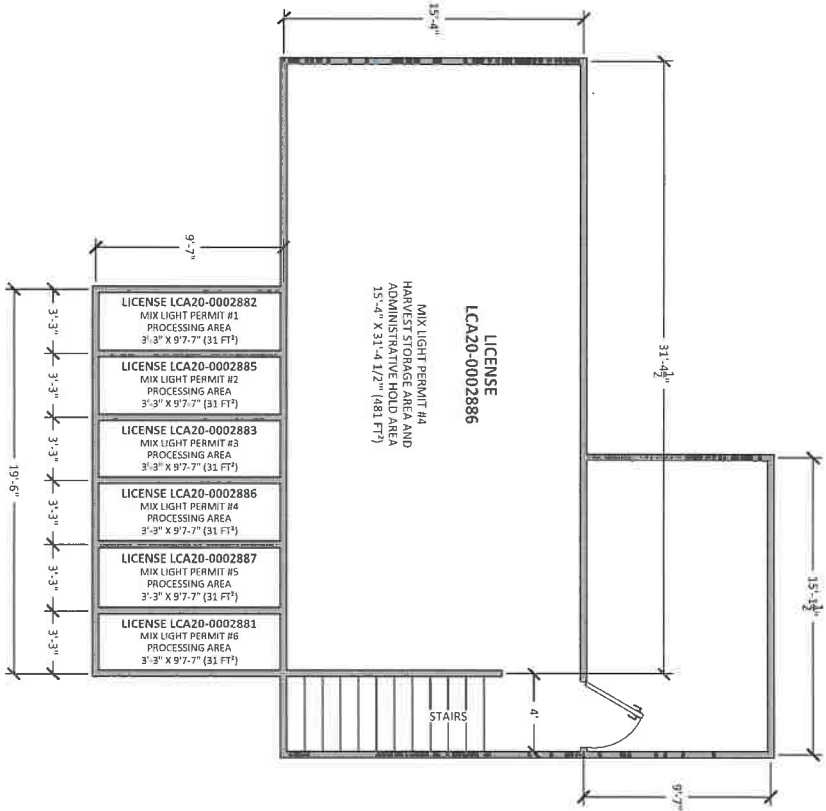 15'-4"
31'-4½"
9'-7"
LICENSE
LCA20-0002886
MIX LIGHT PERMIT #4
HARVEST STORAGE AREA AND
ADMINISTRATIVE HOLD AREA
15'-4" X 31'-4 1/2"" (481 FT²)
LICENSE LCA20-0002882
MIX LIGHT PERMIT #1
PROCESSING AREA
3'-3" X 9'7-7" (31 FT²)
LICENSE LCA20-0002885
MIX LIGHT PERMIT #2
PROCESSING AREA
3'-3" X 9'7-7" (31 FT²)
LICENSE LCA20-0002883
MIX LIGHT PERMIT #3
PROCESSING AREA
3'-3" X 9'7-7" (31 FT²)
LICENSE LCA20-0002886
MIX LIGHT PERMIT #4
PROCESSING AREA
3'-3" X 9'7-7" (31 FT²)
LICENSE LCA20-0002887
MIX LIGHT PERMIT #5
PROCESSING AREA
3'-3" X 9'7-7" (31 FT²)
LICENSE LCA20-0002881
MIX LIGHT PERMIT #6
PROCESSING AREA
3'-3" X 9'7-7" (31 FT²)
3'-3"
3'-3"
3'-3"
3'-3"
3'-3"
3'-3"
19'-6"
STAIRS
4'
15'-1½"
9'-7"